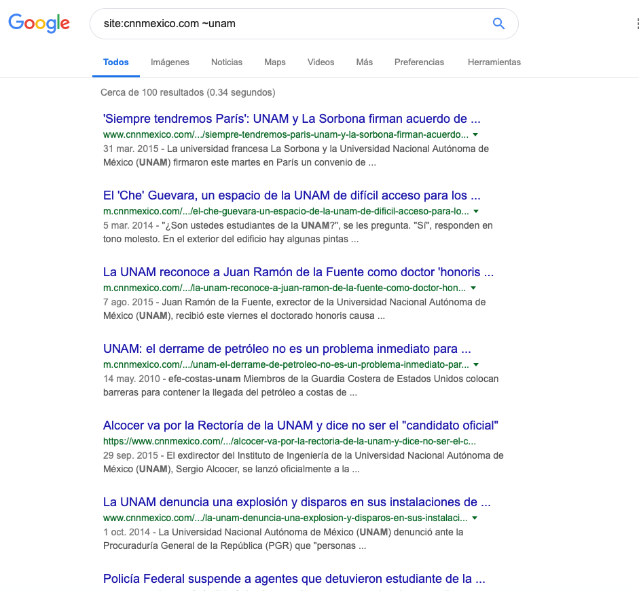 Google
site:cnnmexico.com ~unam
Todos Imágenes Noticias Maps Videos Más Preferencias Herramientas
Cerca de 100 resultados (0.34 segundos)
'Siempre tendremos París': UNAM y La Sorbona firman acuerdo de ...
www.cnnmexico.com/.../siempre-tendremos-paris-unam-y-la-sorbona-firman-acuerdo...
31 mar. 2015 - La universidad francesa La Sorbona y la Universidad Nacional Autónoma de
México (UNAM) firmaron este martes en París un convenio de ...
El 'Che' Guevara, un espacio de la UNAM de difícil acceso para los ...
m.cnnmexico.com/.../el-che-guevara-un-espacio-de-la-unam-de-dificil-acceso-para-lo...
5 mar. 2014 - "¿Son ustedes estudiantes de la UNAM?", se les pregunta. "Sí", responden en
tono molesto. En el exterior del edificio hay algunas pintas ...
La UNAM reconoce a Juan Ramón de la Fuente como doctor 'honoris ...
m.cnnmexico.com/.../la-unam-reconoce-a-juan-ramon-de-la-fuente-como-doctor-hon...
7 ago. 2015 - Juan Ramón de la Fuente, exrector de la Universidad Nacional Autónoma de
México (UNAM), recibió este viernes el doctorado honoris causa ...
UNAM: el derrame de petróleo no es un problema inmediato para ...
m.cnnmexico.com/.../unam-el-derrame-de-petroleo-no-es-un-problema-inmediato-par...
14 may. 2010 - efe-costas-unam Miembros de la Guardia Costera de Estados Unidos colocan
barreras para contener la llegada del petróleo a costas de ...
Alcocer va por la Rectoría de la UNAM y dice no ser el "candidato oficial"
https://www.cnnmexico.com/.../alcocer-va-por-la-rectoria-de-la-unam-y-dice-no-ser-el-c...
29 sep. 2015 - El exdirector del Instituto de Ingeniería de la Universidad Nacional Autónoma de
México (UNAM), Sergio Alcocer, se lanzó oficialmente a la ...
La UNAM denuncia una explosión y disparos en sus instalaciones de ...
www.cnnmexico.com/.../la-unam-denuncia-una-explosion-y-disparos-en-sus-instalaci...
1 oct. 2014 - La Universidad Nacional Autónoma de México (UNAM) denunció ante la
Procuraduría General de la República (PGR) que "personas ...
Policía Federal suspende a agentes que detuvieron estudiante de la ...